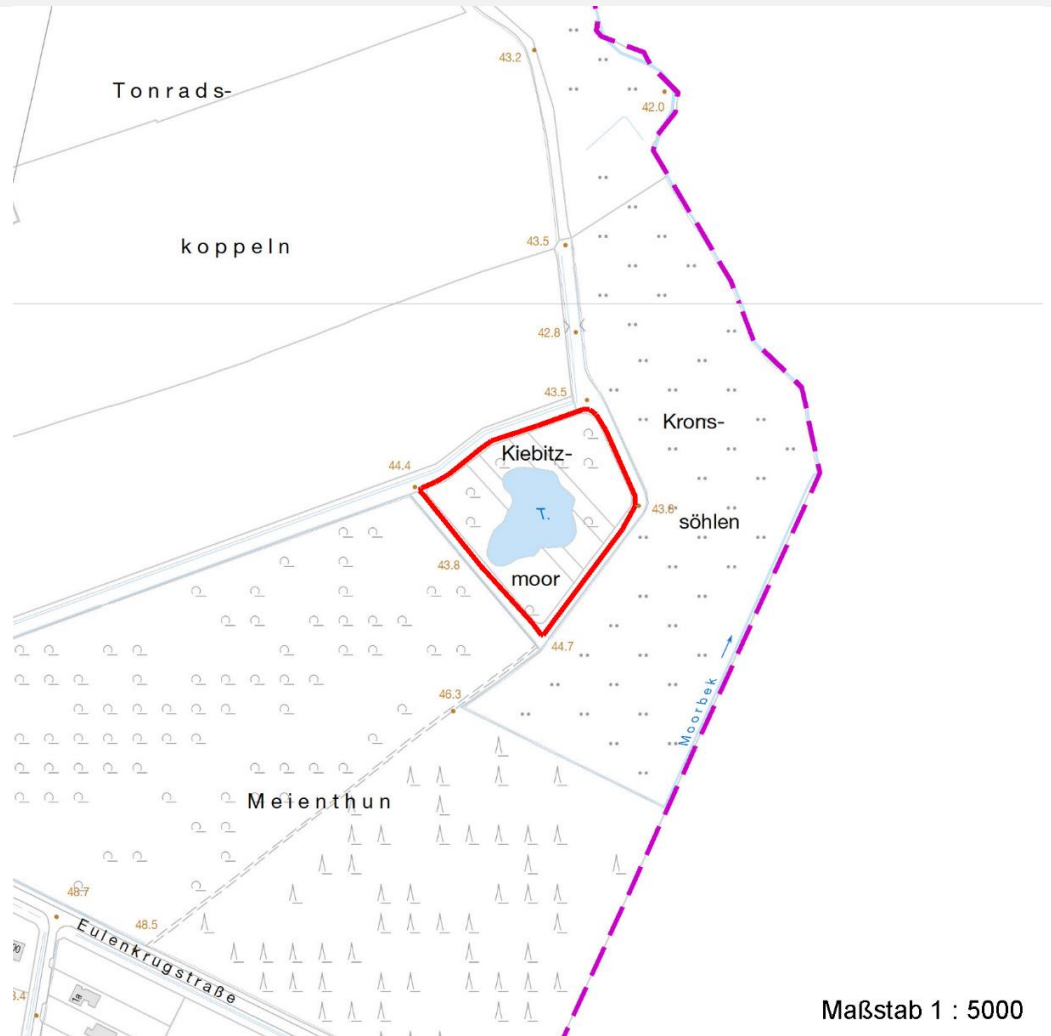 43.2
Tonrads-
42.0
koppeln
43.5
42.8
43.5
Krons-
Kiebitz-
44.4
T.
43.8
söhlen
43.8
moor
44.7
46.3
Moorbek
Meienthun
48.7
48.5
Eulenkrugstraße
Maßstab 1 : 5000